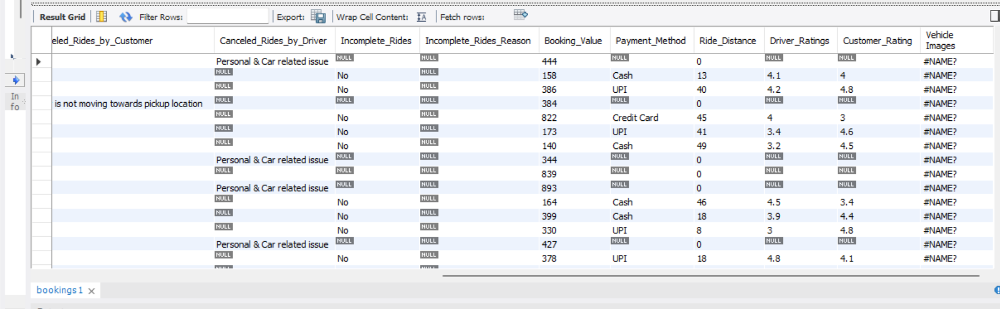 Result Grid Filter Rows: Export: Wrap Cell Content: Fetch rows:
eled_Rides_by_Customer Canceled_Rides_by_Driver Incomplete_Rides Incomplete_Rides_Reason Booking_Value Payment_Method Ride_Distance Driver_Ratings Customer_Rating Vehicle Images
Personal & Car related issue NULL NULL 444 NULL 0 NULL NULL #NAME?
NULL No NULL 158 Cash 13 4.1 4 #NAME?
NULL No NULL 386 UPI 40 4.2 4.8 #NAME?
is not moving towards pickup location NULL NULL NULL 384 NULL 0 NULL NULL #NAME?
NULL No NULL 822 Credit Card 45 4 3 #NAME?
NULL No NULL 173 UPI 41 3.4 4.6 #NAME?
NULL No NULL 140 Cash 49 3.2 4.5 #NAME?
Personal & Car related issue NULL NULL 344 NULL 0 NULL NULL #NAME?
NULL NULL NULL 839 NULL 0 NULL NULL #NAME?
Personal & Car related issue NULL NULL 893 NULL 0 NULL NULL #NAME?
NULL No NULL 164 Cash 46 4.5 3.4 #NAME?
NULL No NULL 399 Cash 18 3.9 4.4 #NAME?
NULL No NULL 330 UPI 8 3 4.8 #NAME?
Personal & Car related issue NULL NULL 427 NULL 0 NULL NULL #NAME?
NULL No NULL 378 UPI 18 4.8 4.1 #NAME?
In
fo
bookings1